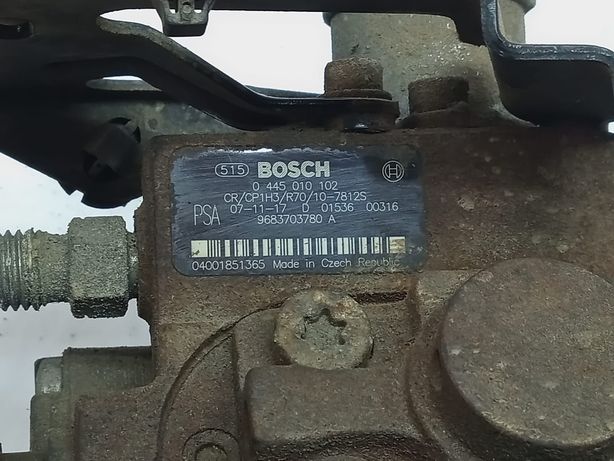 515 BOSCH
0 445 010 102
CR/CP1H3/R70/10-7812S
PSA 07-11-17 D 01536 00316
9683703780 A
04001851365 Made in Czech Republic